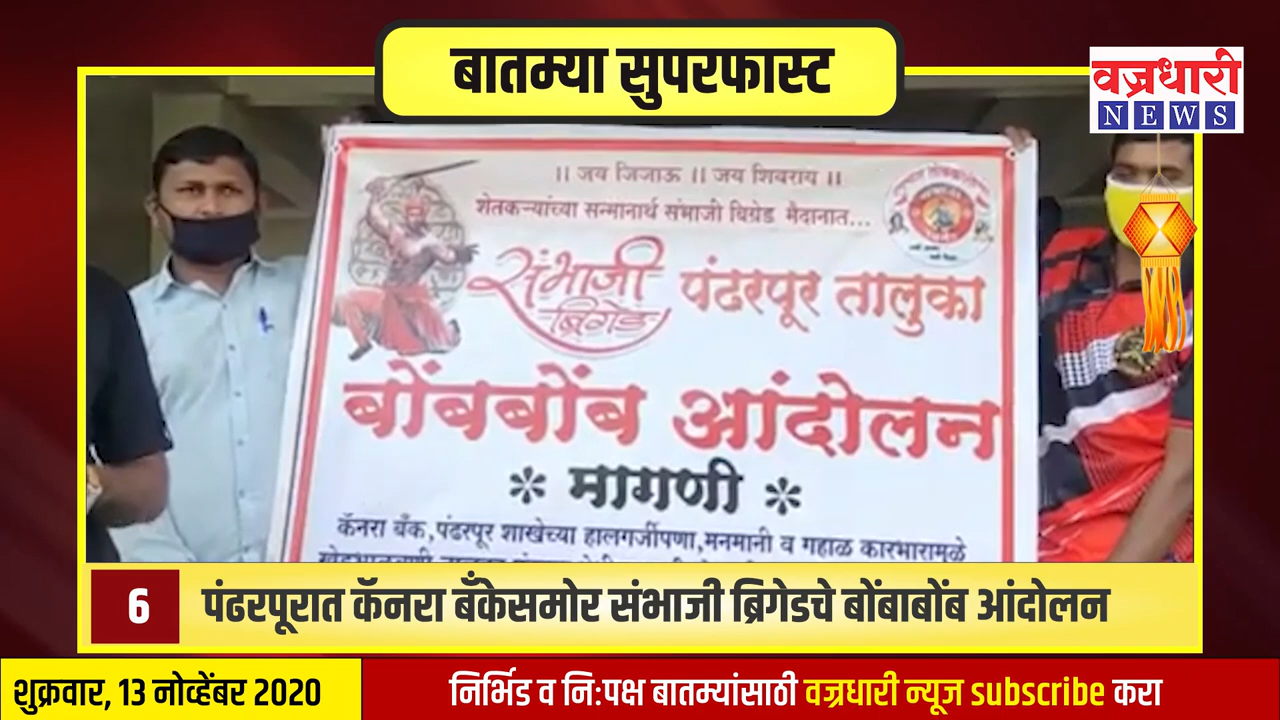 बातम्या सुपरफास्ट
वज्रधारी
NEWS
|| जय जिजाऊ || जय शिवराय ||
शेतकऱ्यांच्या सन्मानार्थ संभाजी बिग्रेड मैदानात...
संभाजी ब्रिगेड पंढरपूर तालुका
बोंबबोंब आंदोलन
* मागणी *
कॅनरा बँक,पंढरपूर शाखेच्या हालगर्जीपणा,मनमानी व गहाळ कारभारामुळे
6 पंढरपूरात कॅनरा बँकेसमोर संभाजी ब्रिगेडचे बोंबाबोंब आंदोलन
शुक्रवार, 13 नोव्हेंबर 2020
निर्भिड व नि:पक्ष बातम्यांसाठी वज्रधारी न्यूज subscribe करा